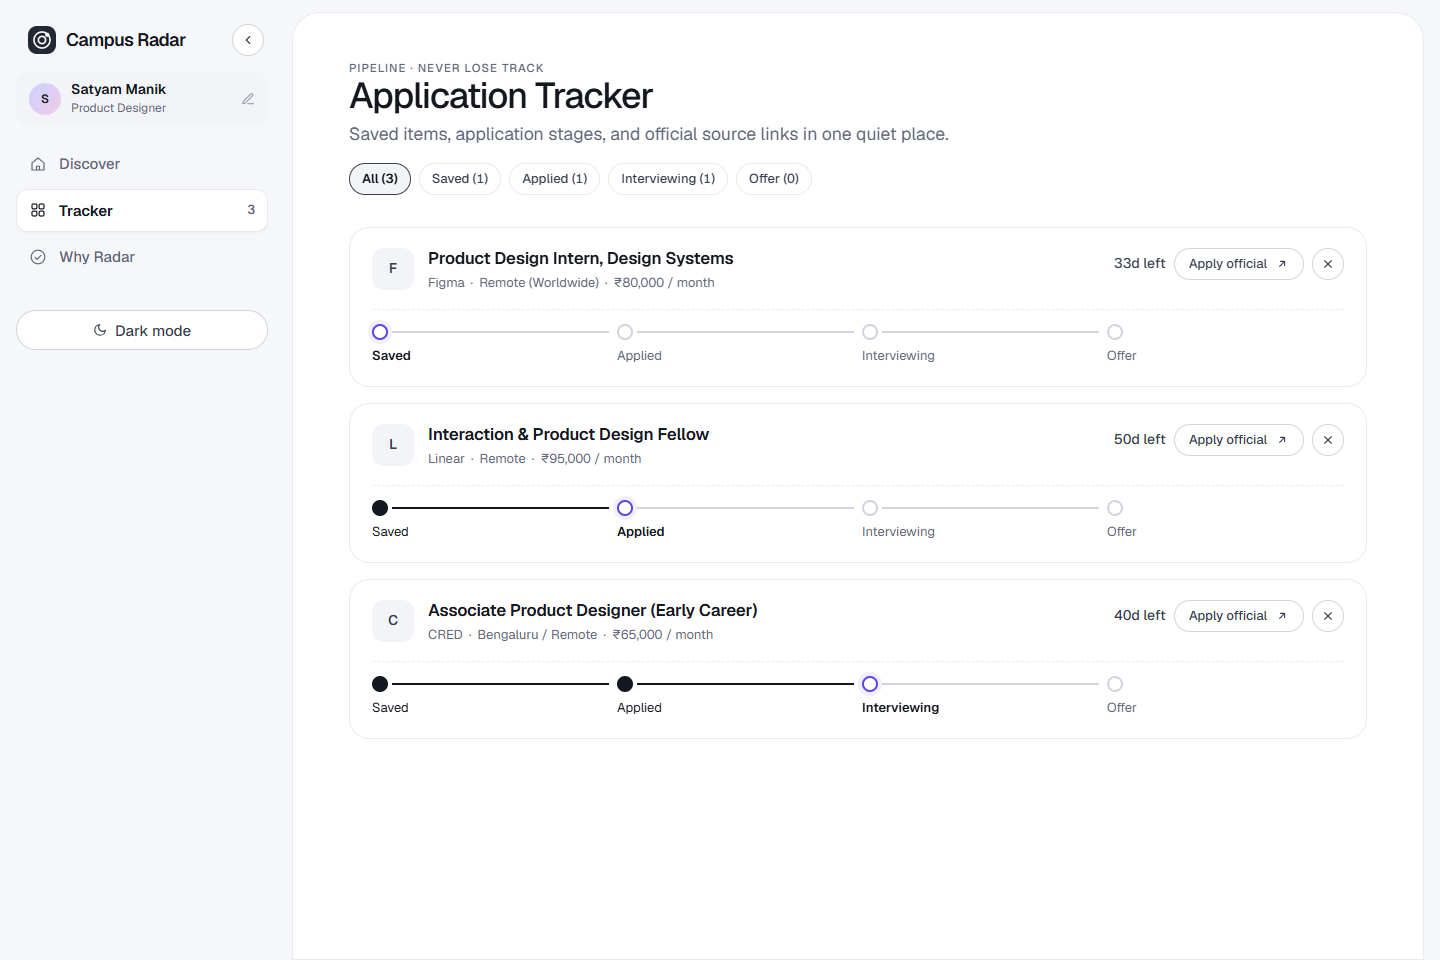 Campus Radar
S
Satyam Manik
Product Designer
Discover
Tracker 3
Why Radar
Dark mode
PIPELINE · NEVER LOSE TRACK
Application Tracker
Saved items, application stages, and official source links in one quiet place.
All (3) Saved (1) Applied (1) Interviewing (1) Offer (0)
F
Product Design Intern, Design Systems
Figma · Remote (Worldwide) · ₹80,000 / month
33d left Apply official
Saved Applied Interviewing Offer
L
Interaction & Product Design Fellow
Linear · Remote · ₹95,000 / month
50d left Apply official
Saved Applied Interviewing Offer
C
Associate Product Designer (Early Career)
CRED · Bengaluru / Remote · ₹65,000 / month
40d left Apply official
Saved Applied Interviewing Offer